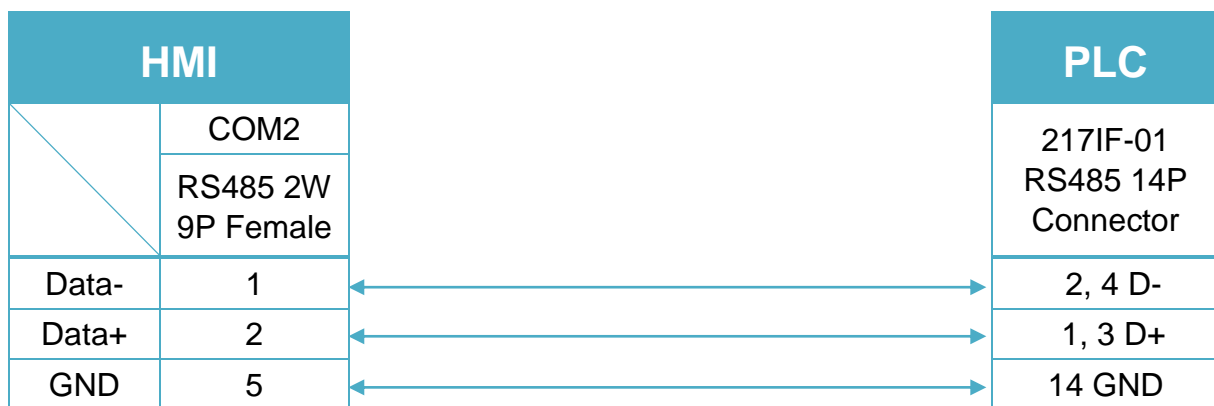 HMI
PLC
COM2
RS485 2W
9P Female
217IF-01
RS485 14P
Connector
Data- 1 2, 4 D-
Data+ 2 1, 3 D+
GND 5 14 GND